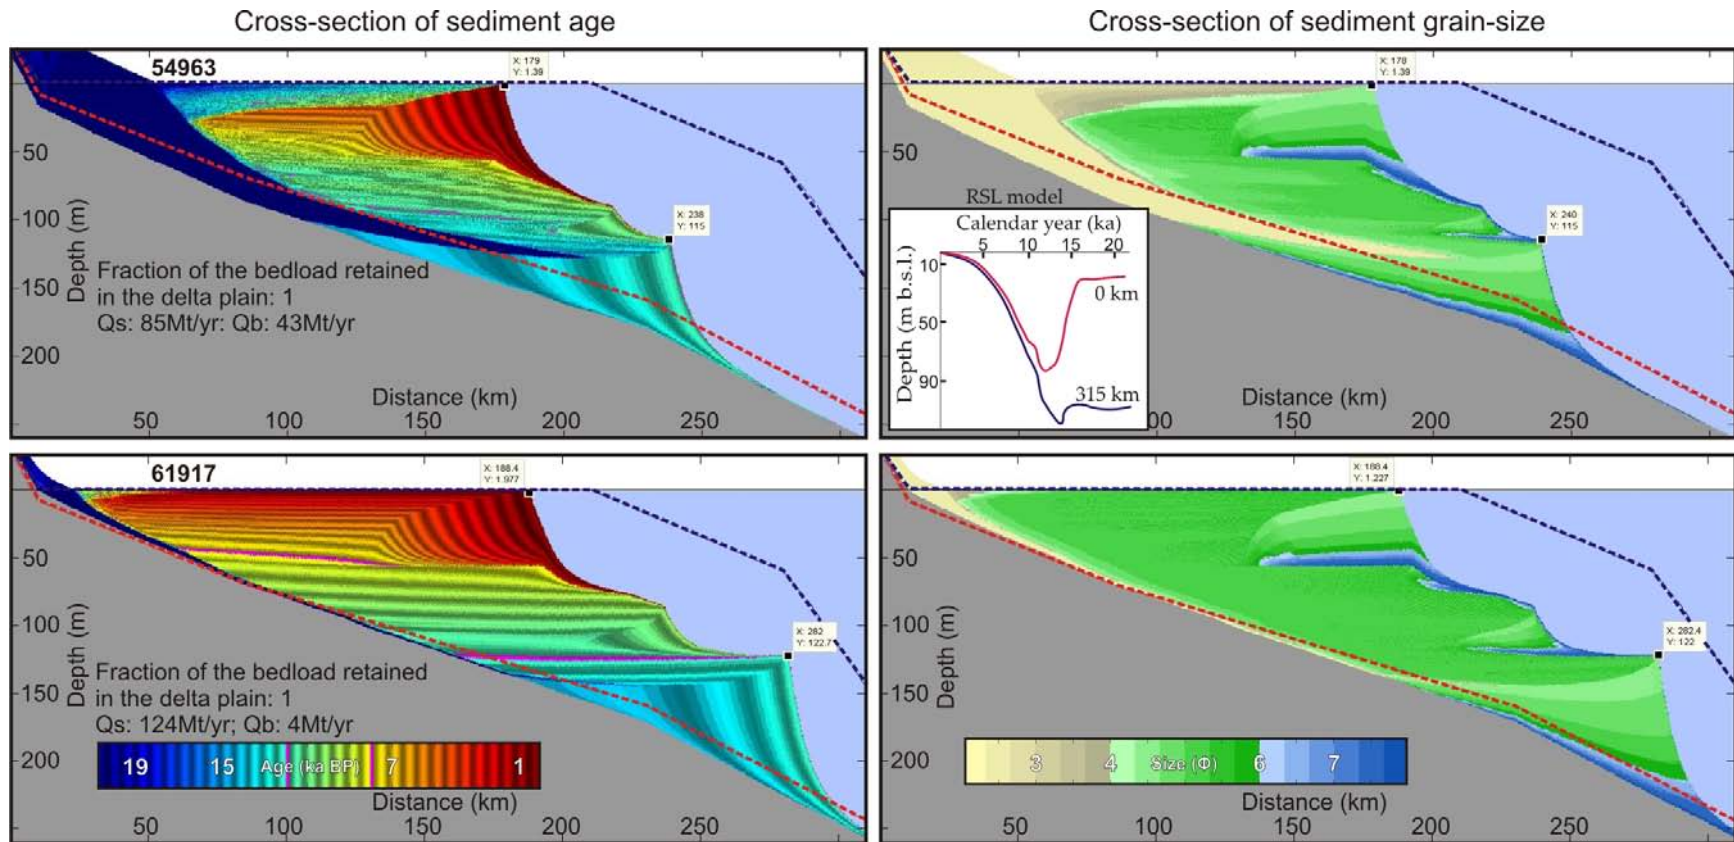 Cross-section of sediment age
Cross-section of sediment grain-size
54963
X: 179
Y: 1.39
50
100
150
200
Depth (m)
X: 238
Y: 115
Fraction of the bedload retained
in the delta plain: 1
Qs: 85Mt/yr: Qb: 43Mt/yr
Distance (km)
50 100 150 200 250
X: 178
Y: 1.39
50
RSL model
Calendar year (ka)
5 10 15 20
10
50
90
Depth (m b.s.l.)
0 km
315 km
X: 240
Y: 115
Distance (km)
150 200 250
61917
X: 188.4
Y: 1.977
50
100
150
200
Depth (m)
X: 282
Y: 122.7
Fraction of the bedload retained
in the delta plain: 1
Qs: 124Mt/yr; Qb: 4Mt/yr
19 15 Age (ka BP) 7 1
Distance (km)
50 100 150 200 250
X: 188.4
Y: 1.227
50
100
150
200
Depth (m)
X: 282.4
Y: 122
3 4 Size (Φ) 6 7
Distance (km)
50 100 150 200 250